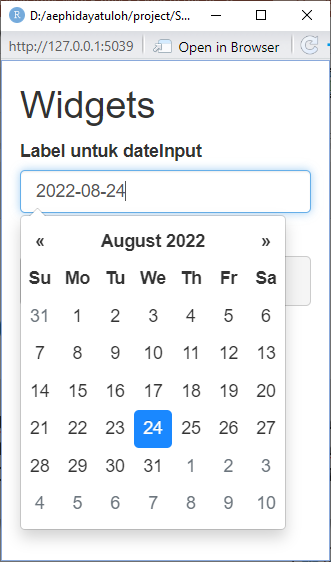 R D:/aephidayatuloh/project/S...
http://127.0.0.1:5039 Open in Browser
Widgets
Label untuk dateInput
2022-08-24
« August 2022 »
Su Mo Tu We Th Fr Sa
31 1 2 3 4 5 6
7 8 9 10 11 12 13
14 15 16 17 18 19 20
21 22 23 24 25 26 27
28 29 30 31 1 2 3
4 5 6 7 8 9 10